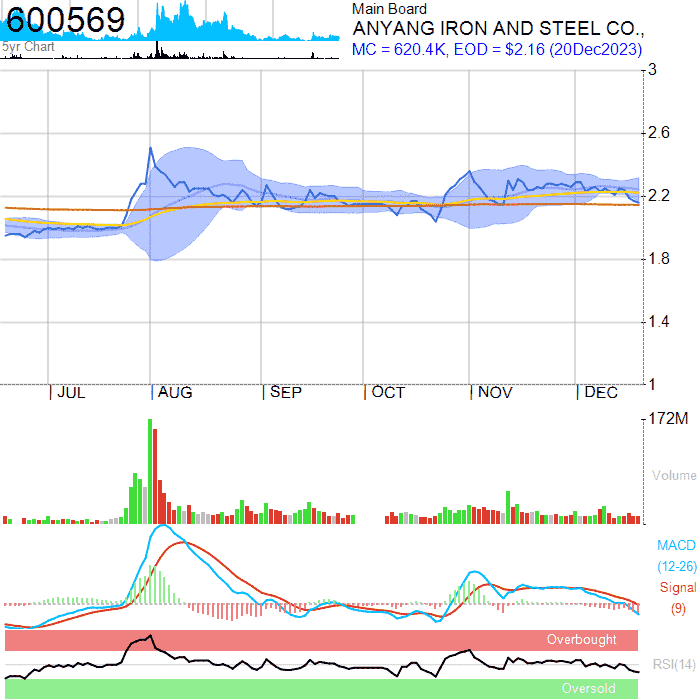 600569
5yr Chart
Main Board
ANYANG IRON AND STEEL CO.,
MC = 620.4K, EOD = $2.16 (20Dec2023)
3
2.6
2.2
1.8
1.4
1
JUL AUG SEP OCT NOV DEC
172M
Volume
MACD
(12-26)
Signal
(9)
Overbought
RSI(14)
Oversold